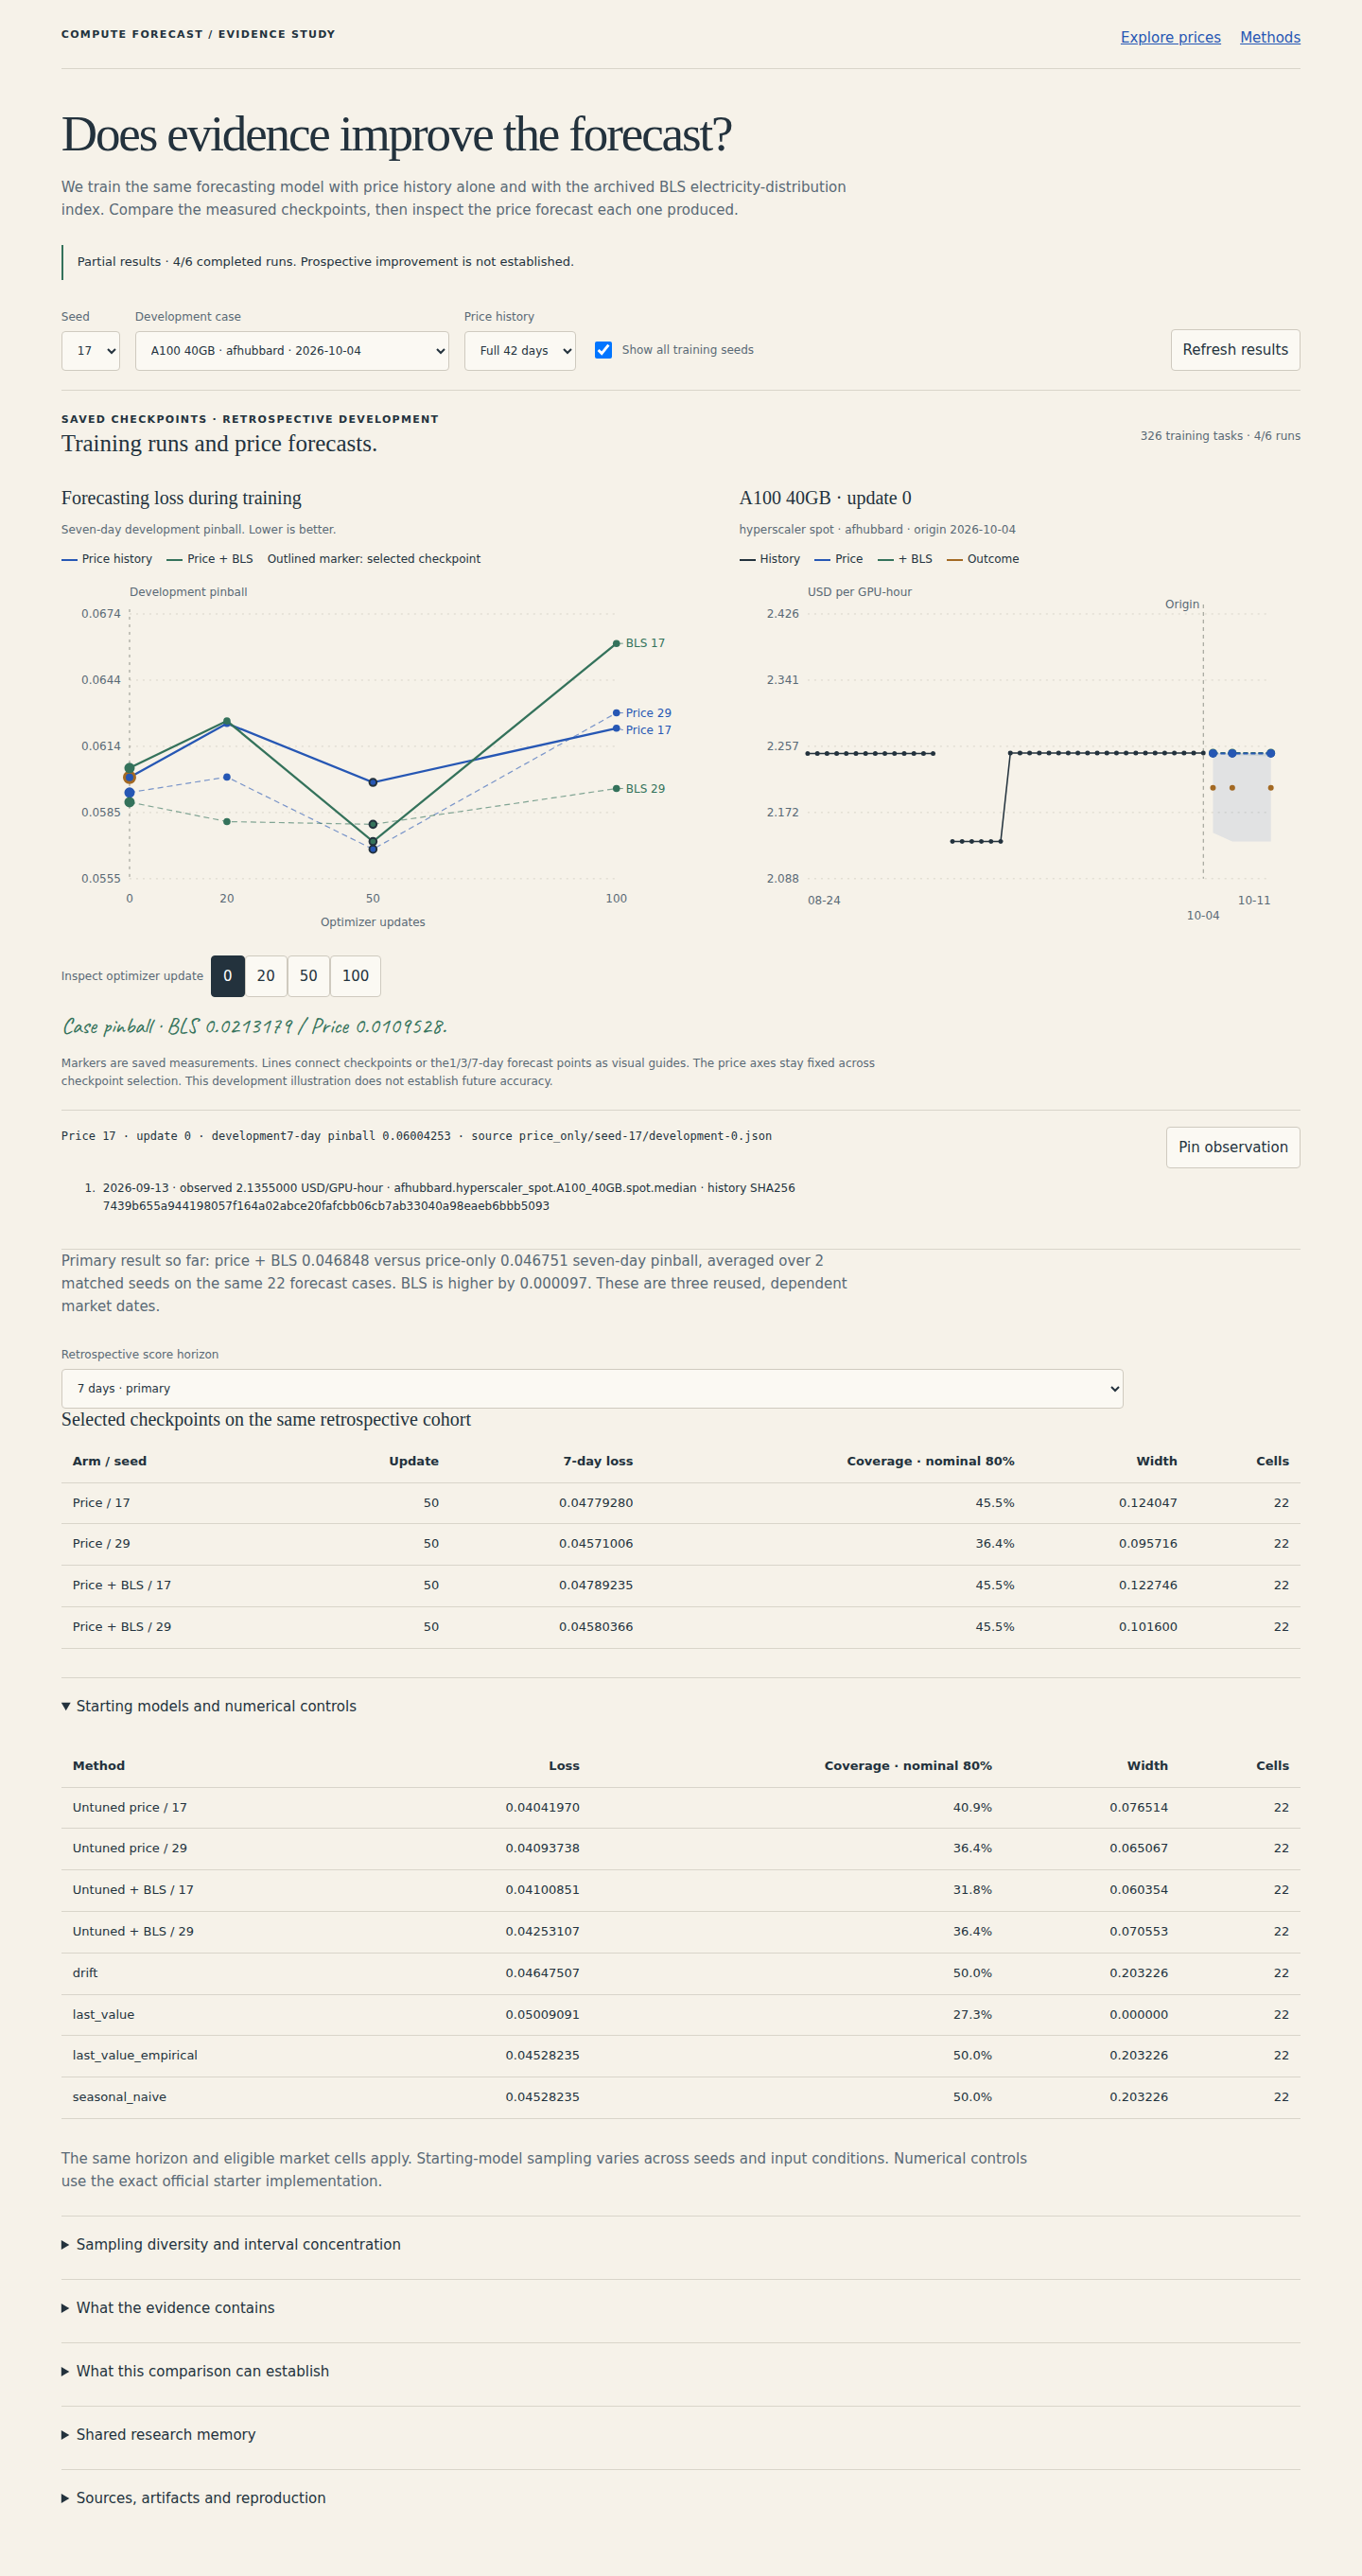 COMPUTE FORECAST / EVIDENCE STUDY
Explore prices Methods
Does evidence improve the forecast?
We train the same forecasting model with price history alone and with the archived BLS electricity-distribution
index. Compare the measured checkpoints, then inspect the price forecast each one produced.
Partial results · 4/6 completed runs. Prospective improvement is not established.
Seed Development case Price history
17 A100 40GB · afhubbard · 2026-10-04 Full 42 days Show all training seeds Refresh results
SAVED CHECKPOINTS · RETROSPECTIVE DEVELOPMENT
Training runs and price forecasts.
326 training tasks · 4/6 runs
Forecasting loss during training
Seven-day development pinball. Lower is better.
Price history Price + BLS Outlined marker: selected checkpoint
Development pinball
0.0674
0.0644
0.0614
0.0585
0.0555
BLS 17
Price 29
Price 17
BLS 29
0 20 50 100
Optimizer updates
A100 40GB · update 0
hyperscaler spot · afhubbard · origin 2026-10-04
History Price + BLS Outcome
USD per GPU-hour
Origin
2.426
2.341
2.257
2.172
2.088
08-24 10-04 10-11
Inspect optimizer update 0 20 50 100
Case pinball · BLS 0.0213179 / Price 0.0109528.
Markers are saved measurements. Lines connect checkpoints or the1/3/7-day forecast points as visual guides. The price axes stay fixed across
checkpoint selection. This development illustration does not establish future accuracy.
Price 17 · update 0 · development7-day pinball 0.06004253 · source price_only/seed-17/development-0.json
Pin observation
1. 2026-09-13 · observed 2.1355000 USD/GPU-hour · afhubbard.hyperscaler_spot.A100_40GB.spot.median · history SHA256
7439b655a944198057f164a02abce20fafcbb06cb7ab33040a98eaeb6bbb5093
Primary result so far: price + BLS 0.046848 versus price-only 0.046751 seven-day pinball, averaged over 2
matched seeds on the same 22 forecast cases. BLS is higher by 0.000097. These are three reused, dependent
market dates.
Retrospective score horizon
7 days · primary
Selected checkpoints on the same retrospective cohort
Arm / seed Update 7-day loss Coverage · nominal 80% Width Cells
Price / 17 50 0.04779280 45.5% 0.124047 22
Price / 29 50 0.04571006 36.4% 0.095716 22
Price + BLS / 17 50 0.04789235 45.5% 0.122746 22
Price + BLS / 29 50 0.04580366 45.5% 0.101600 22
Starting models and numerical controls
Method Loss Coverage · nominal 80% Width Cells
Untuned price / 17 0.04041970 40.9% 0.076514 22
Untuned price / 29 0.04093738 36.4% 0.065067 22
Untuned + BLS / 17 0.04100851 31.8% 0.060354 22
Untuned + BLS / 29 0.04253107 36.4% 0.070553 22
drift 0.04647507 50.0% 0.203226 22
last_value 0.05009091 27.3% 0.000000 22
last_value_empirical 0.04528235 50.0% 0.203226 22
seasonal_naive 0.04528235 50.0% 0.203226 22
The same horizon and eligible market cells apply. Starting-model sampling varies across seeds and input conditions. Numerical controls
use the exact official starter implementation.
Sampling diversity and interval concentration
What the evidence contains
What this comparison can establish
Shared research memory
Sources, artifacts and reproduction